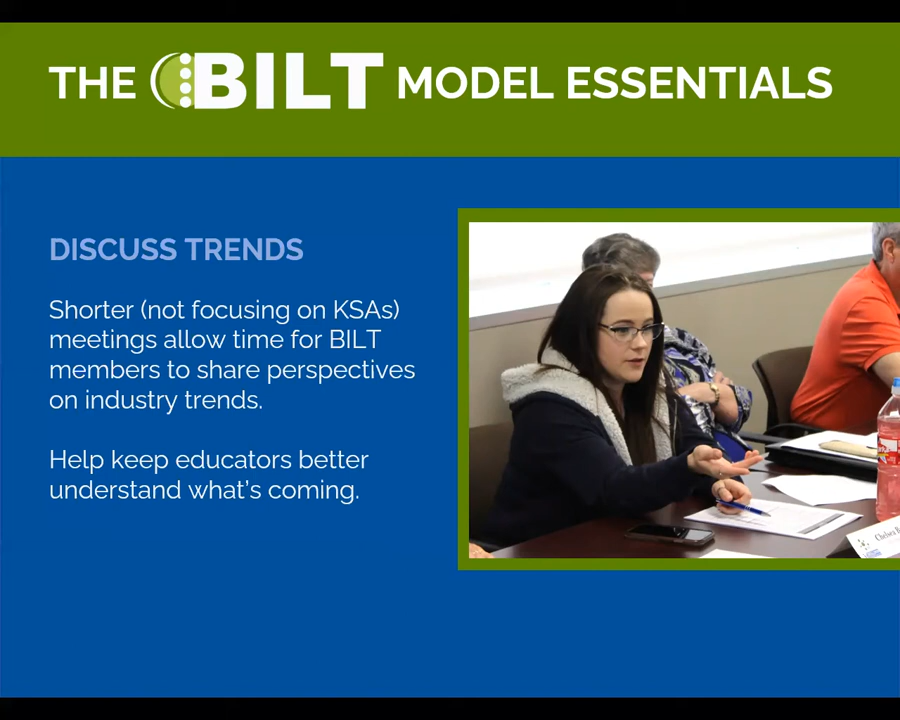 THE BILT MODEL ESSENTIALS
DISCUSS TRENDS
Shorter (not focusing on KSAs)
meetings allow time for BILT
members to share perspectives
on industry trends.
Help keep educators better
understand what's coming.
Chelsea B